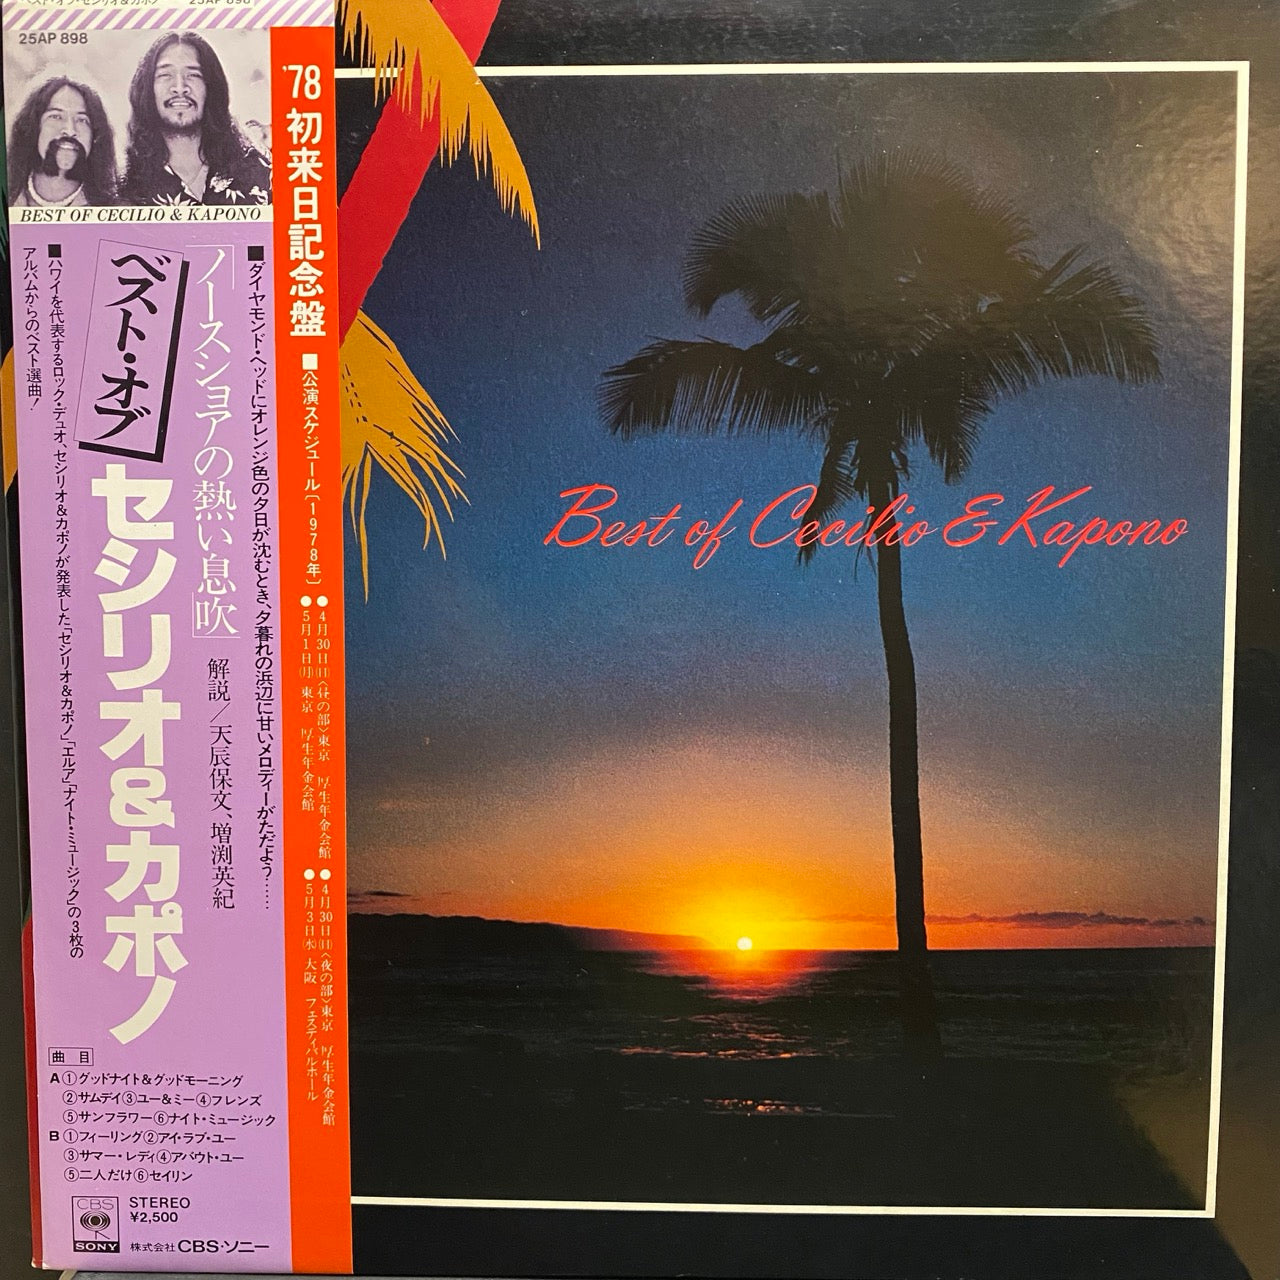 ベスト・オブ・セシリオ&カポノ 25AP 898
25AP 898
BEST OF CECILIO & KAPONO
'78 初来日記念盤
■公演スケジュール〔1978年〕
●4月30日(日)〈昼の部〉東京 厚生年金会館 ●4月30日(日)〈夜の部〉東京 厚生年金会館
●5月1日(月) 東京 厚生年金会館 ●5月3日(水) 大阪 フェスティバルホール
■ダイヤモンド・ヘッドにオレンジ色の夕日が沈むとき、夕暮れの浜辺に甘いメロディーがただよう……
「ノースショアの熱い息吹」
解説/天辰保文、増渕英紀
ベスト・オブ
セシリオ&カポノ
■ハワイを代表するロック・デュオ、セシリオ&カポノが発表した「セシリオ&カポノ」「エルア」「ナイト・ミュージック」の3枚の
アルバムからのベスト選曲!
曲目
A①グッドナイト&グッドモーニング
②サムデイ③ユー&ミー④フレンズ
⑤サンフラワー⑥ナイト・ミュージック
B①フィーリング②アイ・ラブ・ユー
③サマー・レディ④アバウト・ユー
⑤二人だけ⑥セイリン
CBS
SONY
STEREO
¥2,500
株式会社CBS・ソニー
Best of Cecilio & Kapono